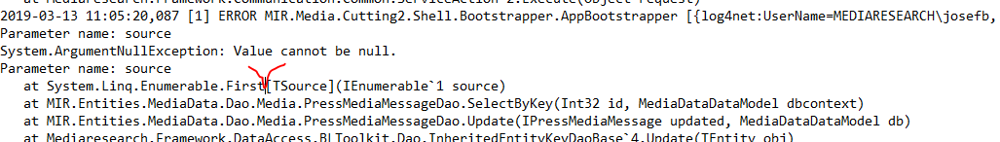 at Mediaresearch.Framework.Communication.Common.ServiceAction`2.Execute(Object request)
2019-03-13 11:05:20,087 [1] ERROR MIR.Media.Cutting2.Shell.Bootstrapper.AppBootstrapper [{log4net:UserName=MEDIARESEARCH\josefb,
Parameter name: source
System.ArgumentNullException: Value cannot be null.
Parameter name: source
at System.Linq.Enumerable.First[TSource](IEnumerable`1 source)
at MIR.Entities.MediaData.Dao.Media.PressMediaMessageDao.SelectByKey(Int32 id, MediaDataDataModel dbcontext)
at MIR.Entities.MediaData.Dao.Media.PressMediaMessageDao.Update(IPressMediaMessage updated, MediaDataDataModel db)
at Mediaresearch.Framework.DataAccess.BLToolkit.Dao.InheritedEntityKeyDaoBase`4.Update(TEntity obj)